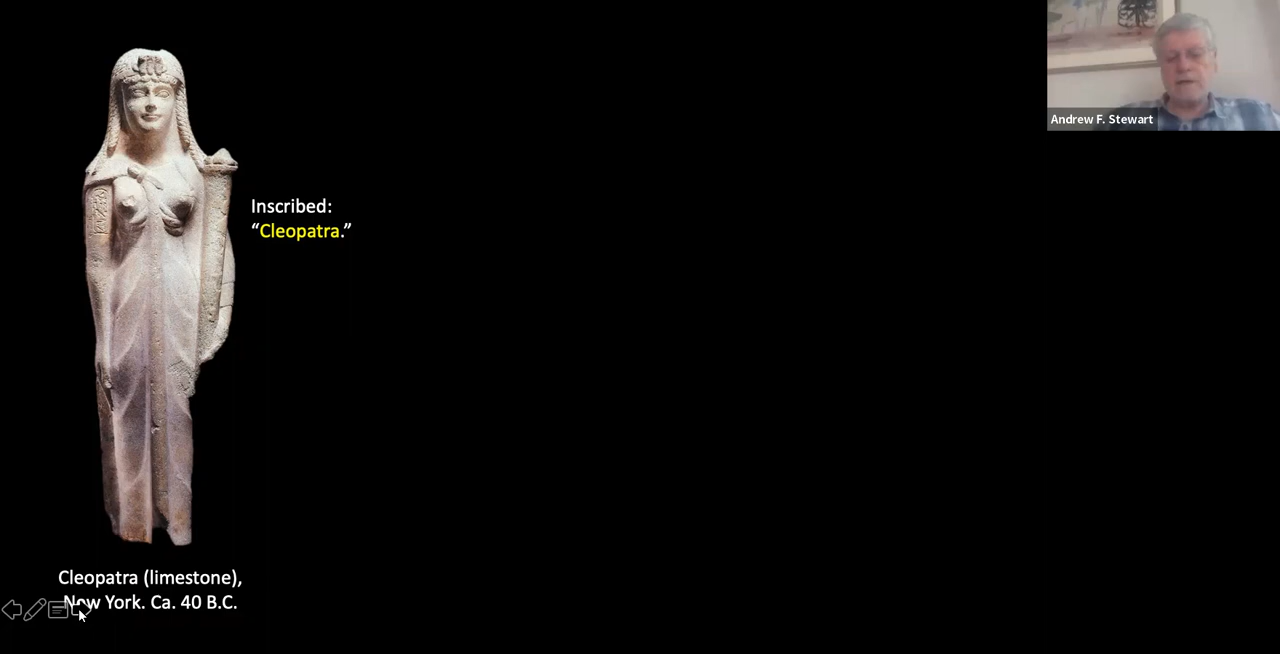 Andrew F. Stewart
Inscribed:
“Cleopatra.”
Cleopatra (limestone),
New York. Ca. 40 B.C.